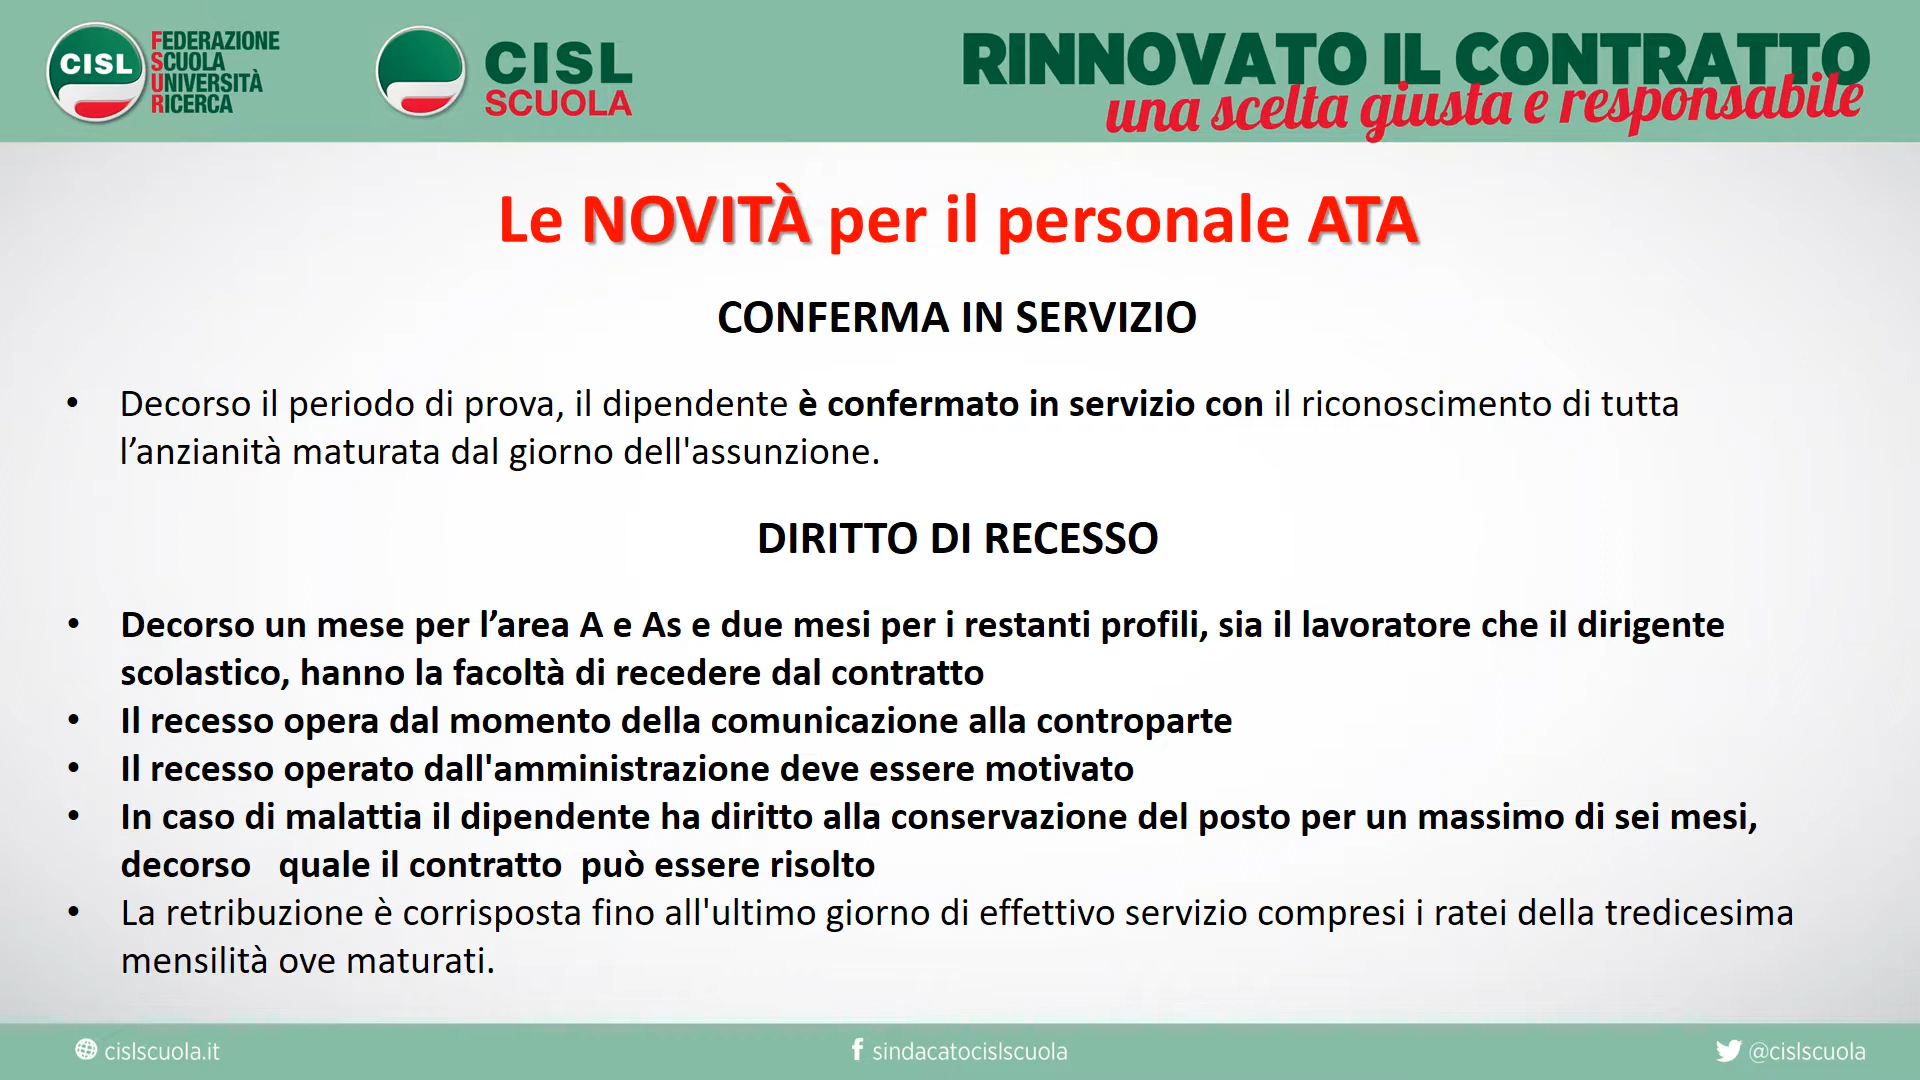 CISL
FEDERAZIONE
SCUOLA
UNIVERSITÀ
RICERCA
CISL
SCUOLA
RINNOVATO IL CONTRATTO
una scelta giusta e responsabile
Le NOVITÀ per il personale ATA
CONFERMA IN SERVIZIO
• Decorso il periodo di prova, il dipendente è confermato in servizio con il riconoscimento di tutta
l’anzianità maturata dal giorno dell'assunzione.
DIRITTO DI RECESSO
• Decorso un mese per l’area A e As e due mesi per i restanti profili, sia il lavoratore che il dirigente
scolastico, hanno la facoltà di recedere dal contratto
• Il recesso opera dal momento della comunicazione alla controparte
• Il recesso operato dall'amministrazione deve essere motivato
• In caso di malattia il dipendente ha diritto alla conservazione del posto per un massimo di sei mesi,
decorso quale il contratto può essere risolto
• La retribuzione è corrisposta fino all'ultimo giorno di effettivo servizio compresi i ratei della tredicesima
mensilità ove maturati.
cislscuola.it
sindacatocislscuola
@cislscuola